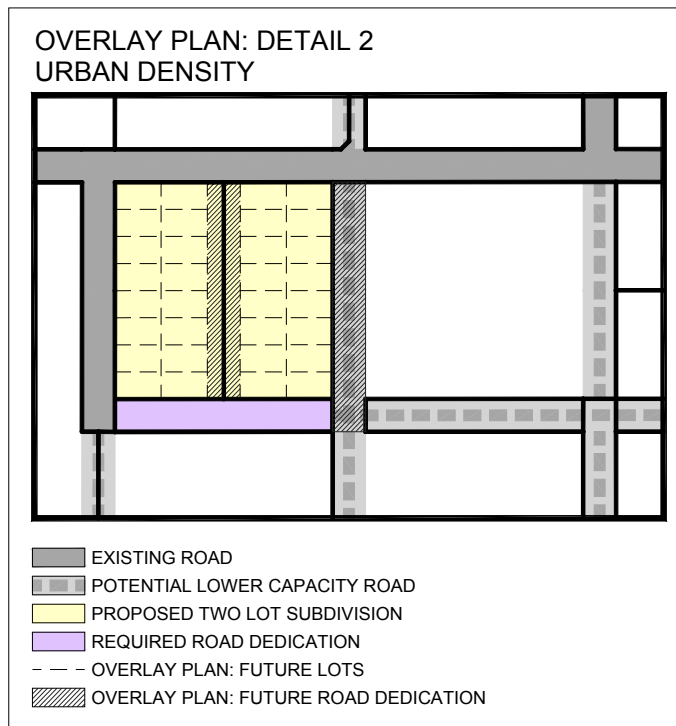 OVERLAY PLAN: DETAIL 2
URBAN DENSITY
EXISTING ROAD
POTENTIAL LOWER CAPACITY ROAD
PROPOSED TWO LOT SUBDIVISION
REQUIRED ROAD DEDICATION
OVERLAY PLAN: FUTURE LOTS
OVERLAY PLAN: FUTURE ROAD DEDICATION